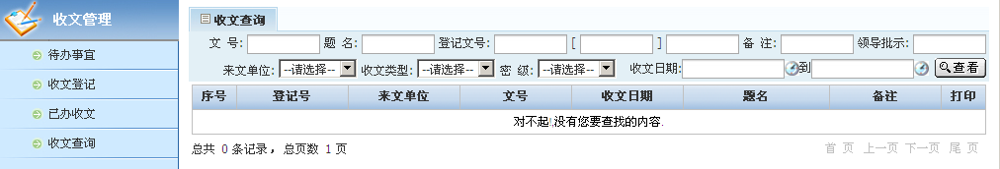 收文管理
待办事宜
收文登记
已办收文
收文查询
收文查询
文 号: 题 名: 登记文号: [ ] 备 注: 领导批示:
来文单位: --请选择-- 收文类型: --请选择-- 密 级: --请选择-- 收文日期: 到 查看
序号 登记号 来文单位 文号 收文日期 题名 备注 打印
对不起!,没有您要查找的内容.
总共 0 条记录，总页数 1 页 首 页 上一页 下一页 尾 页